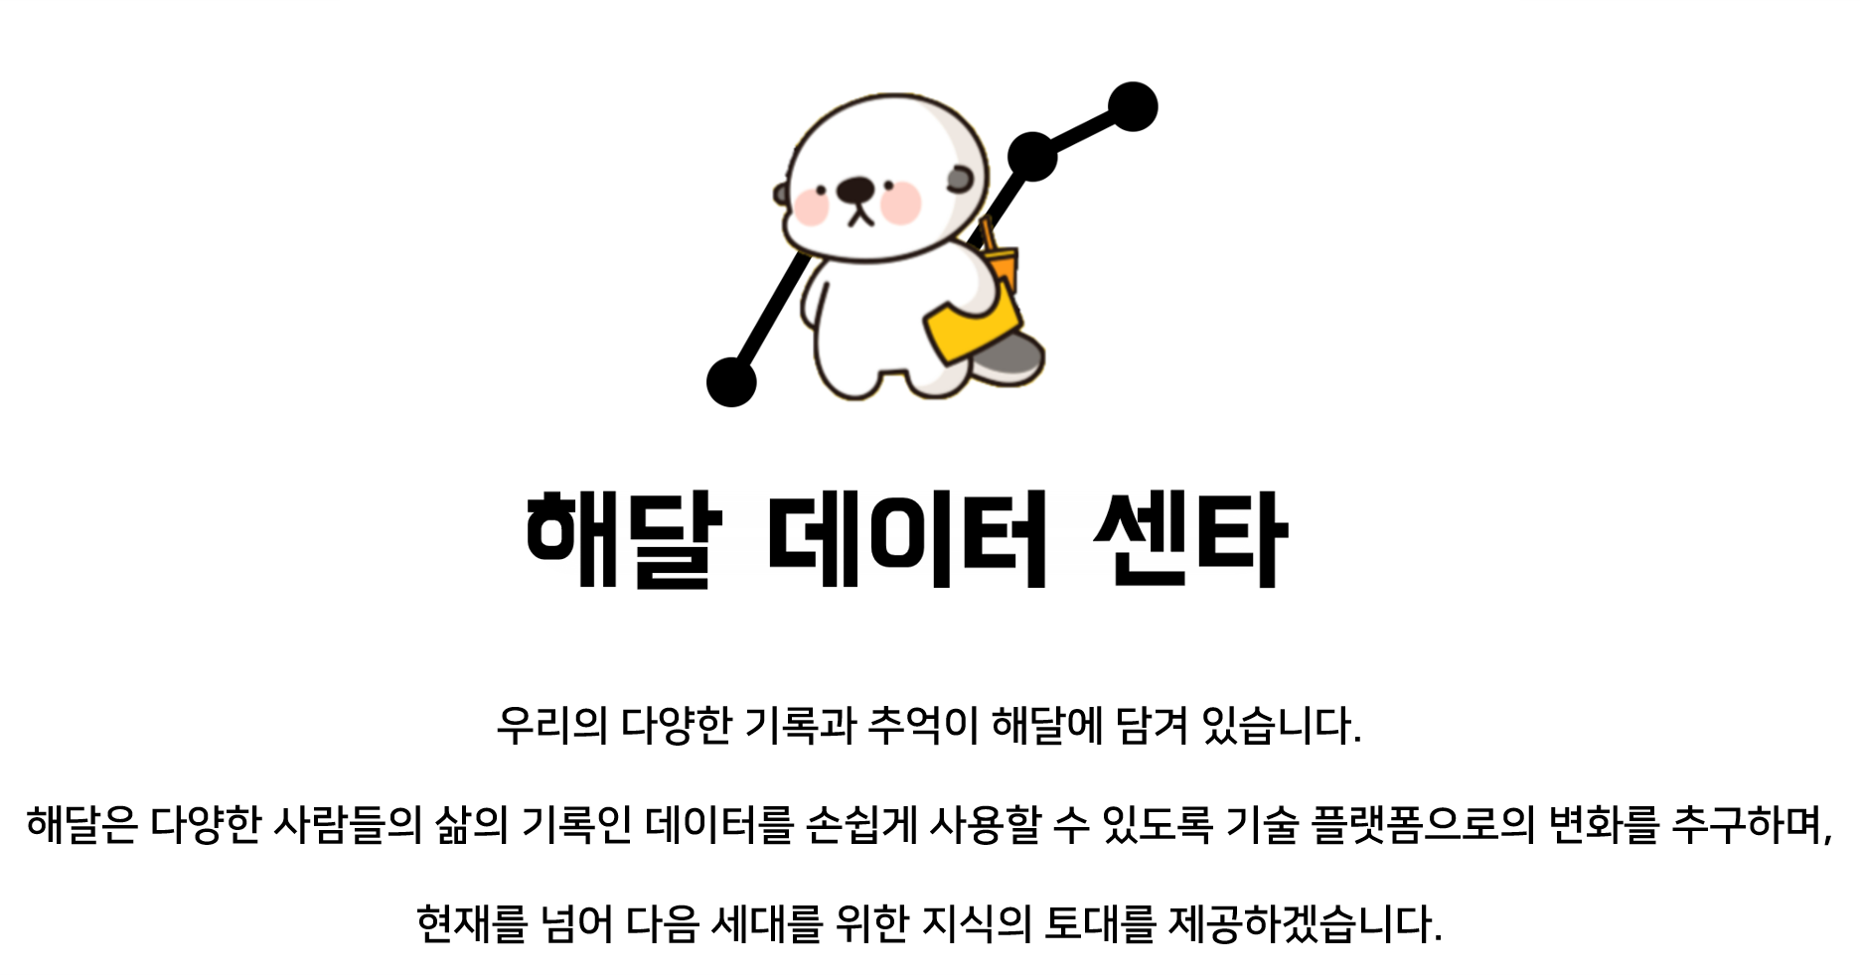 해달 데이터 센타
우리의 다양한 기록과 추억이 해달에 담겨 있습니다.
해달은 다양한 사람들의 삶의 기록인 데이터를 손쉽게 사용할 수 있도록 기술 플랫폼으로의 변화를 추구하며,
현재를 넘어 다음 세대를 위한 지식의 토대를 제공하겠습니다.